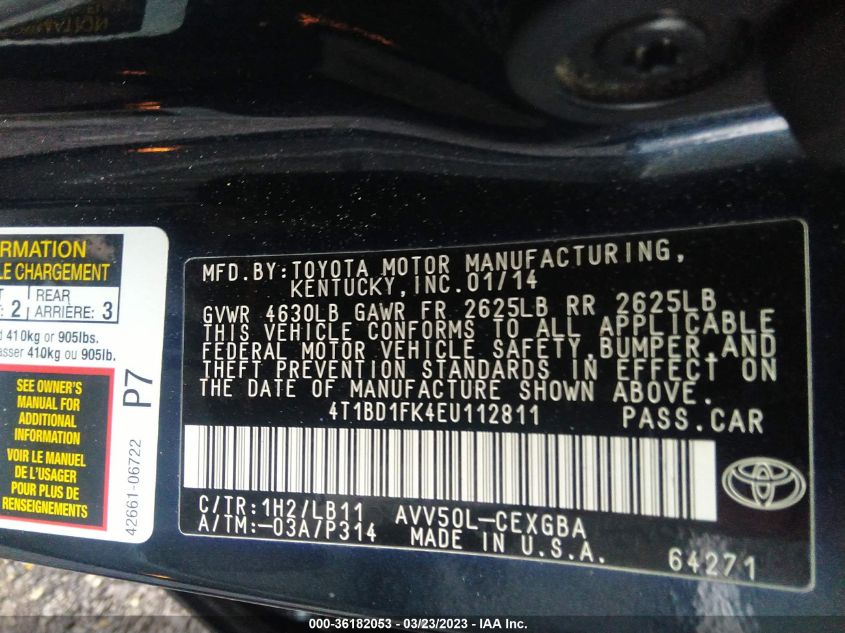 RMATION
LE CHARGEMENT
2
REAR
ARRIÈRE: 3
410kg or 905lbs.
asser 410kg ou 905lb.
SEE OWNER'S
MANUAL FOR
ADDITIONAL
INFORMATION
VOIR LE MANUEL
DE L'USAGER
POUR PLUS DE
RENSEIGNEMENTS
P7
42661-06722
MFD.BY:TOYOTA MOTOR MANUFACTURING,
KENTUCKY,INC.01/14
GVWR 4630LB GAWR FR 2625LB RR 2625LB
THIS VEHICLE CONFORMS TO ALL APPLICABLE
FEDERAL MOTOR VEHICLE SAFETY,BUMPER,AND
THEFT PREVENTION STANDARDS IN EFFECT ON
THE DATE OF MANUFACTURE SHOWN ABOVE.
4T1BD1FK4EU112811 PASS.CAR
C/TR:1H2/LB11 AVV50L-CEXGBA
A/TM:-03A/P314 MADE IN U.S.A. 64271
000-36182053 - 03/23/2023 - IAA Inc.